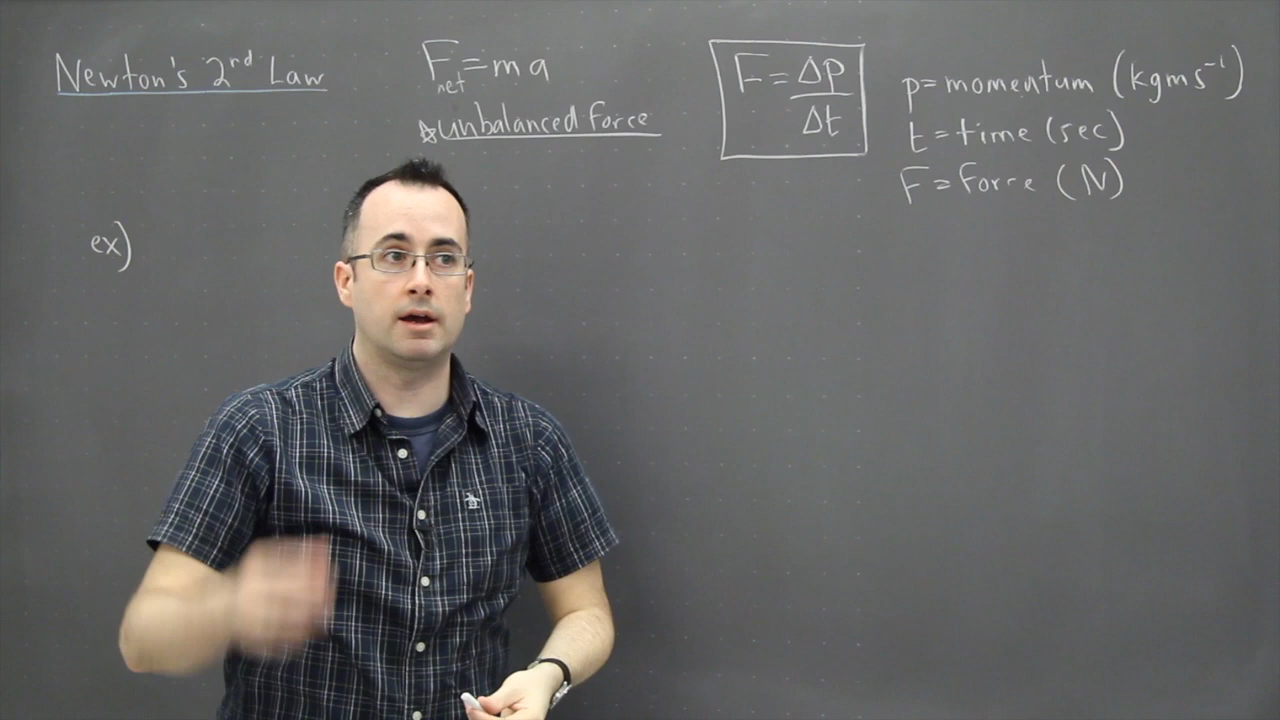 Newton's 2nd Law
Fnet = ma
☆unbalanced force
F = Δp/Δt
p = momentum (kgms⁻¹)
t = time (sec)
F = force (N)
ex)